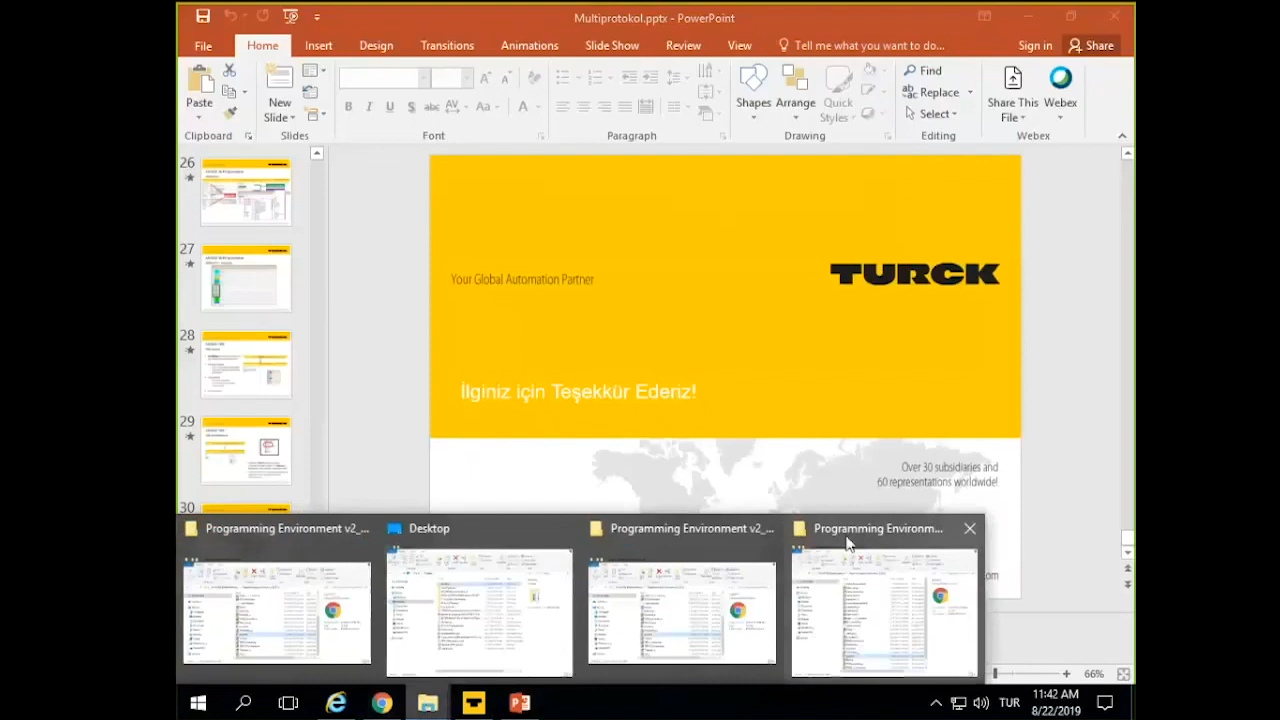 Multiprotokol.pptx - PowerPoint
File
Home
Insert
Design
Transitions
Animations
Slide Show
Review
View
Tell me what you want to do...
Sign in
Share
Paste
New
Slide
Shapes
Arrange
Quick
Styles
Find
Replace
Select
Share This
File
Webex
B I U S abc AV Aa A
Clipboard
Slides
Font
Paragraph
Drawing
Editing
Webex
26
27
28
29
30
Your Global Automation Partner
TURCK
İlginiz için Teşekkür Ederiz!
Over 30 subsidiaries and
60 representations worldwide!
Programming Environment v2_...
Desktop
Programming Environment v2_...
Programming Environm...
66%
TUR
11:42 AM
8/22/2019